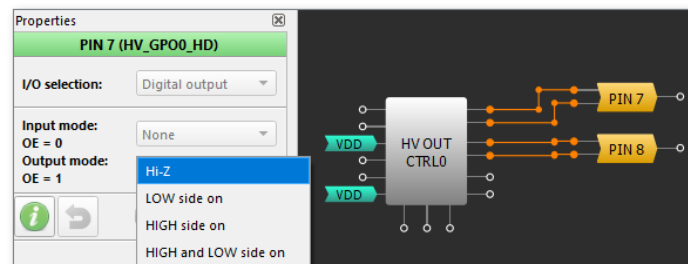 Properties
PIN 7 (HV_GPO0_HD)
I/O selection:
Digital output
Input mode:
OE = 0
None
Output mode:
OE = 1
Hi-Z
LOW side on
HIGH side on
HIGH and LOW side on
VDD
VDD
HV OUT
CTRL0
PIN 7
PIN 8